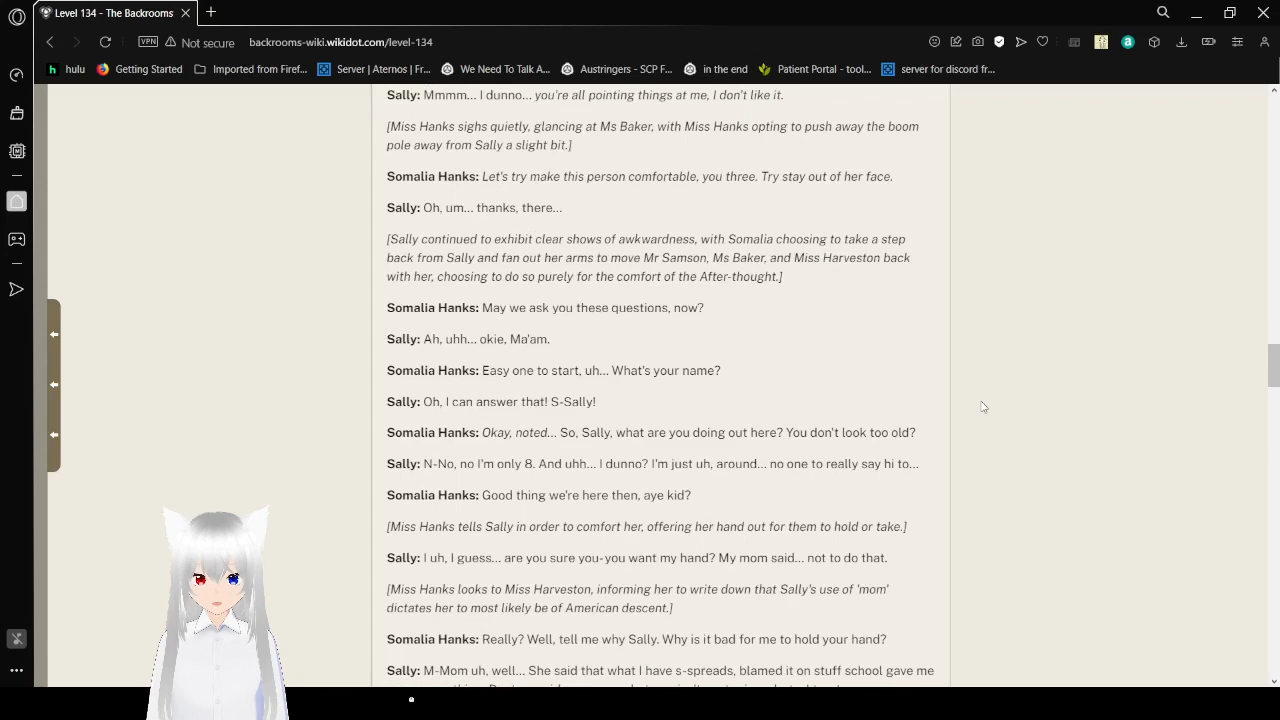 Level 134 - The Backrooms
VPN Not secure backrooms-wiki.wikidot.com/level-134
hulu Getting Started Imported from Firef... Server | Aternos | Fr... We Need To Talk A... Austringers - SCP F... in the end Patient Portal - tool... server for discord fr...
Sally: Mmmm... I dunno... you're all pointing things at me, I don't like it.
[Miss Hanks sighs quietly, glancing at Ms Baker, with Miss Hanks opting to push away the boom
pole away from Sally a slight bit.]
Somalia Hanks: Let's try make this person comfortable, you three. Try stay out of her face.
Sally: Oh, um... thanks, there...
[Sally continued to exhibit clear shows of awkwardness, with Somalia choosing to take a step
back from Sally and fan out her arms to move Mr Samson, Ms Baker, and Miss Harveston back
with her, choosing to do so purely for the comfort of the After-thought.]
Somalia Hanks: May we ask you these questions, now?
Sally: Ah, uhh... okie, Ma'am.
Somalia Hanks: Easy one to start, uh... What's your name?
Sally: Oh, I can answer that! S-Sally!
Somalia Hanks: Okay, noted... So, Sally, what are you doing out here? You don't look too old?
Sally: N-No, no I'm only 8. And uhh... I dunno? I'm just uh, around... no one to really say hi to...
Somalia Hanks: Good thing we're here then, aye kid?
[Miss Hanks tells Sally in order to comfort her, offering her hand out for them to hold or take.]
Sally: I uh, I guess... are you sure you-you want my hand? My mom said... not to do that.
[Miss Hanks looks to Miss Harveston, informing her to write down that Sally's use of 'mom'
dictates her to most likely be of American descent.]
Somalia Hanks: Really? Well, tell me why Sally. Why is it bad for me to hold your hand?
Sally: M-Mom uh, well... She said that what I have s-spreads, blamed it on stuff school gave me